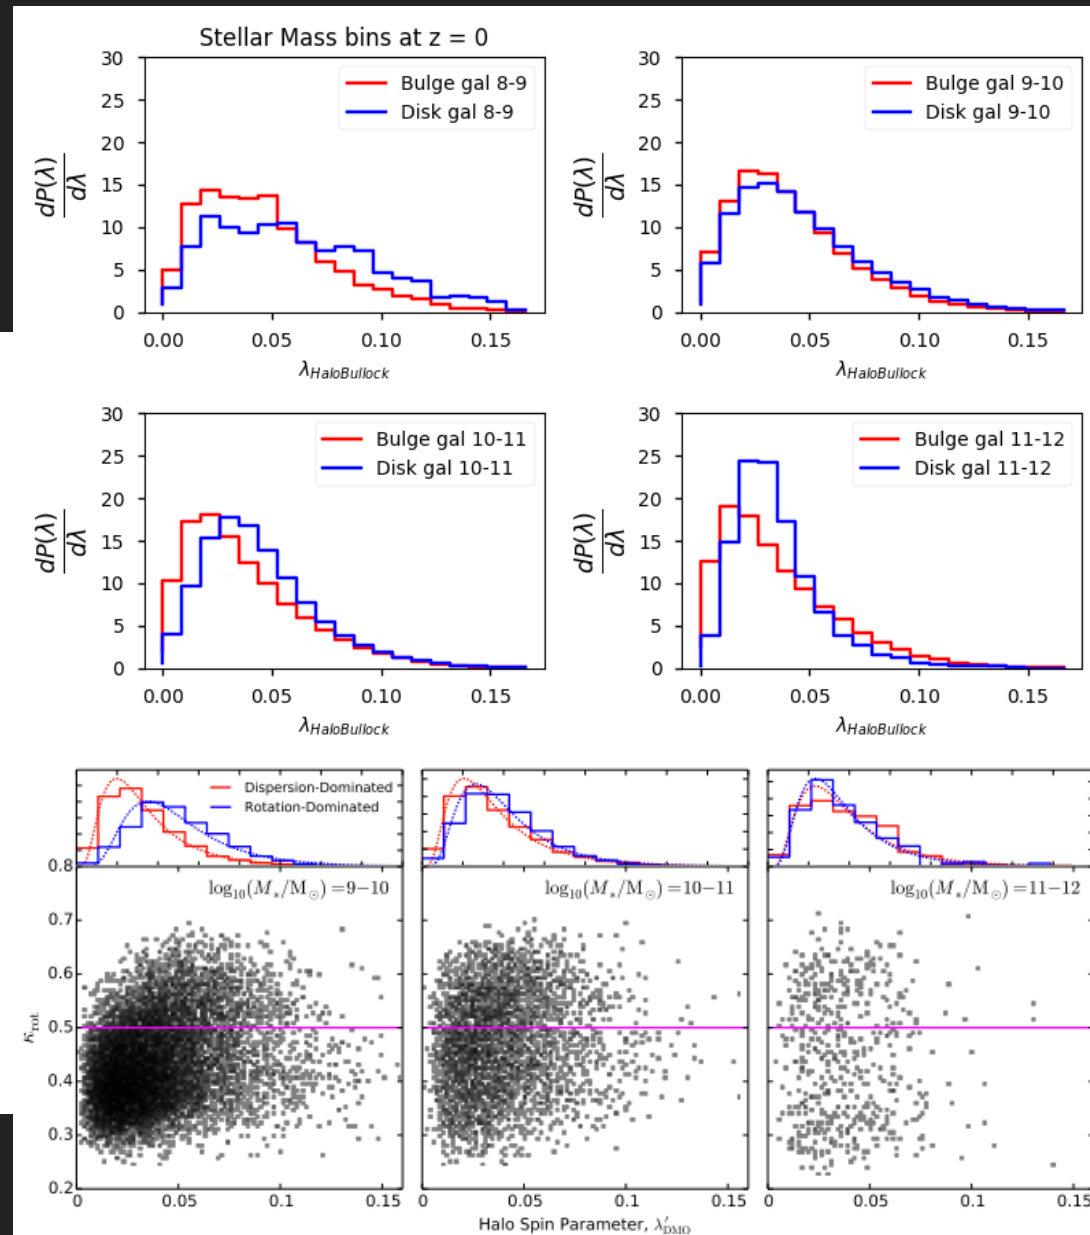 Stellar Mass bins at z = 0
30
25
20
15
10
5
0
dP(λ)
dλ
Bulge gal 8-9
Disk gal 8-9
0.00 0.05 0.10 0.15
λHaloBullock
30
25
20
15
10
5
0
dP(λ)
dλ
Bulge gal 9-10
Disk gal 9-10
0.00 0.05 0.10 0.15
λHaloBullock
30
25
20
15
10
5
0
dP(λ)
dλ
Bulge gal 10-11
Disk gal 10-11
0.00 0.05 0.10 0.15
λHaloBullock
30
25
20
15
10
5
0
dP(λ)
dλ
Bulge gal 11-12
Disk gal 11-12
0.00 0.05 0.10 0.15
λHaloBullock
Dispersion-Dominated
Rotation-Dominated
log₁₀(M*/M☉)=9−10
log₁₀(M*/M☉)=10−11
log₁₀(M*/M☉)=11−12
0.8
0.7
0.6
0.5
0.4
0.3
0.2
κrot
0 0.05 0.1 0.15
0 0.05 0.1 0.15
0 0.05 0.1 0.15
Halo Spin Parameter, λ′DMO